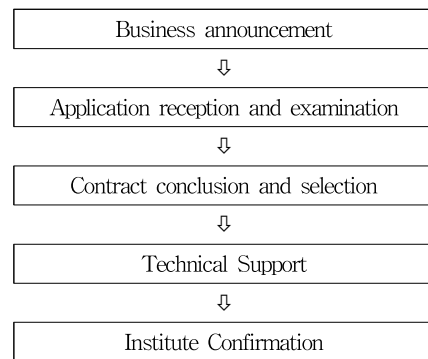 Business announcement
⇩
Application reception and examination
⇩
Contract conclusion and selection
⇩
Technical Support
⇩
Institute Confirmation